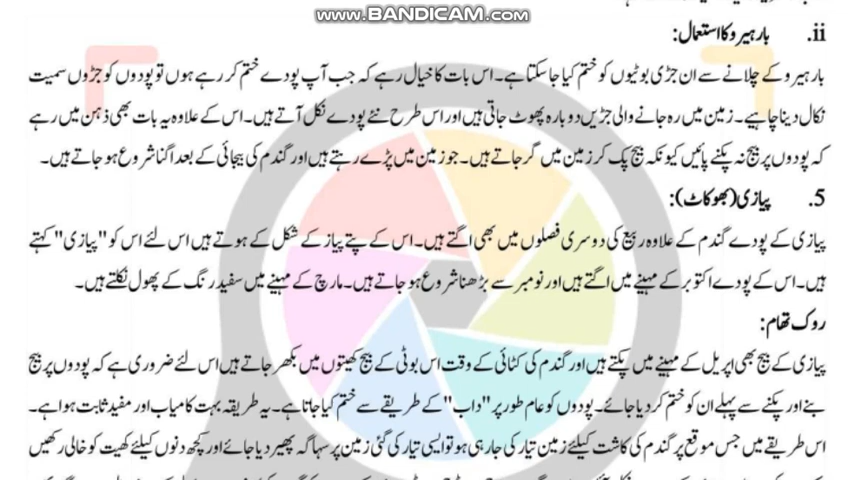 www.BANDICAM.com
ii. بار ہیرو کا استعمال:
بار ہیرو کے چلانے سے ان جڑی بوٹیوں کو ختم کیا جا سکتا ہے۔ اس بات کا خیال رہے کہ جب آپ پودے ختم کر رہے ہوں تو پودوں کو جڑوں سمیت
نکال دینا چاہیے۔ زمین میں رہ جانے والی جڑیں دوبارہ پھوٹ جاتی ہیں اور اس طرح نئے پودے نکل آتے ہیں۔ اس کے علاوہ یہ بات بھی ذہن میں رہے
کہ پودوں پر بیج نہ پکنے پائیں کیونکہ بیج پک کر زمین میں گر جاتے ہیں۔ جو زمین میں پڑے رہتے ہیں اور گندم کی بیجائی کے بعد اگنا شروع ہو جاتے ہیں۔
5. پیازی (بھوکاٹ):
پیازی کے پودے گندم کے علاوہ ربیع کی دوسری فصلوں میں بھی اگتے ہیں۔ اس کے پتے پیاز کے شکل کے ہوتے ہیں اس لئے اس کو "پیازی" کہتے
ہیں۔ اس کے پودے اکتوبر کے مہینے میں اگتے ہیں اور نومبر سے بڑھنا شروع ہو جاتے ہیں۔ مارچ کے مہینے میں سفید رنگ کے پھول نکلتے ہیں۔
روک تھام:
پیازی کے بیج بھی اپریل کے مہینے میں پکتے ہیں اور گندم کی کٹائی کے وقت اس بوٹی کے بیج کھیتوں میں بکھر جاتے ہیں اس لئے ضروری ہے کہ پودوں پر بیج
بنے اور پکنے سے پہلے ان کو ختم کر دیا جائے۔ پودوں کو عام طور پر "داب" کے طریقے سے ختم کیا جاتا ہے۔ یہ طریقہ بہت کامیاب اور مفید ثابت ہوا ہے۔
اس طریقے میں جس موقع پر گندم کی کاشت کیلئے زمین تیار کی جا رہی ہو تو ایسی تیار کی گئی زمین پر سہاگہ پھیر دیا جائے اور کچھ دنوں کیلئے کھیت کو خالی رکھیں